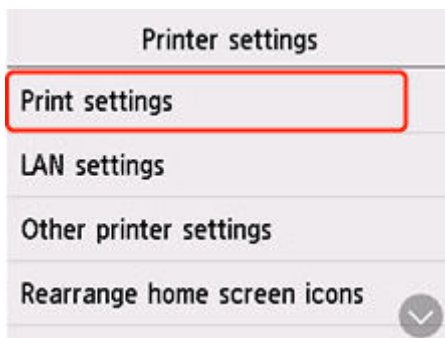 Printer settings
Print settings
LAN settings
Other printer settings
Rearrange home screen icons